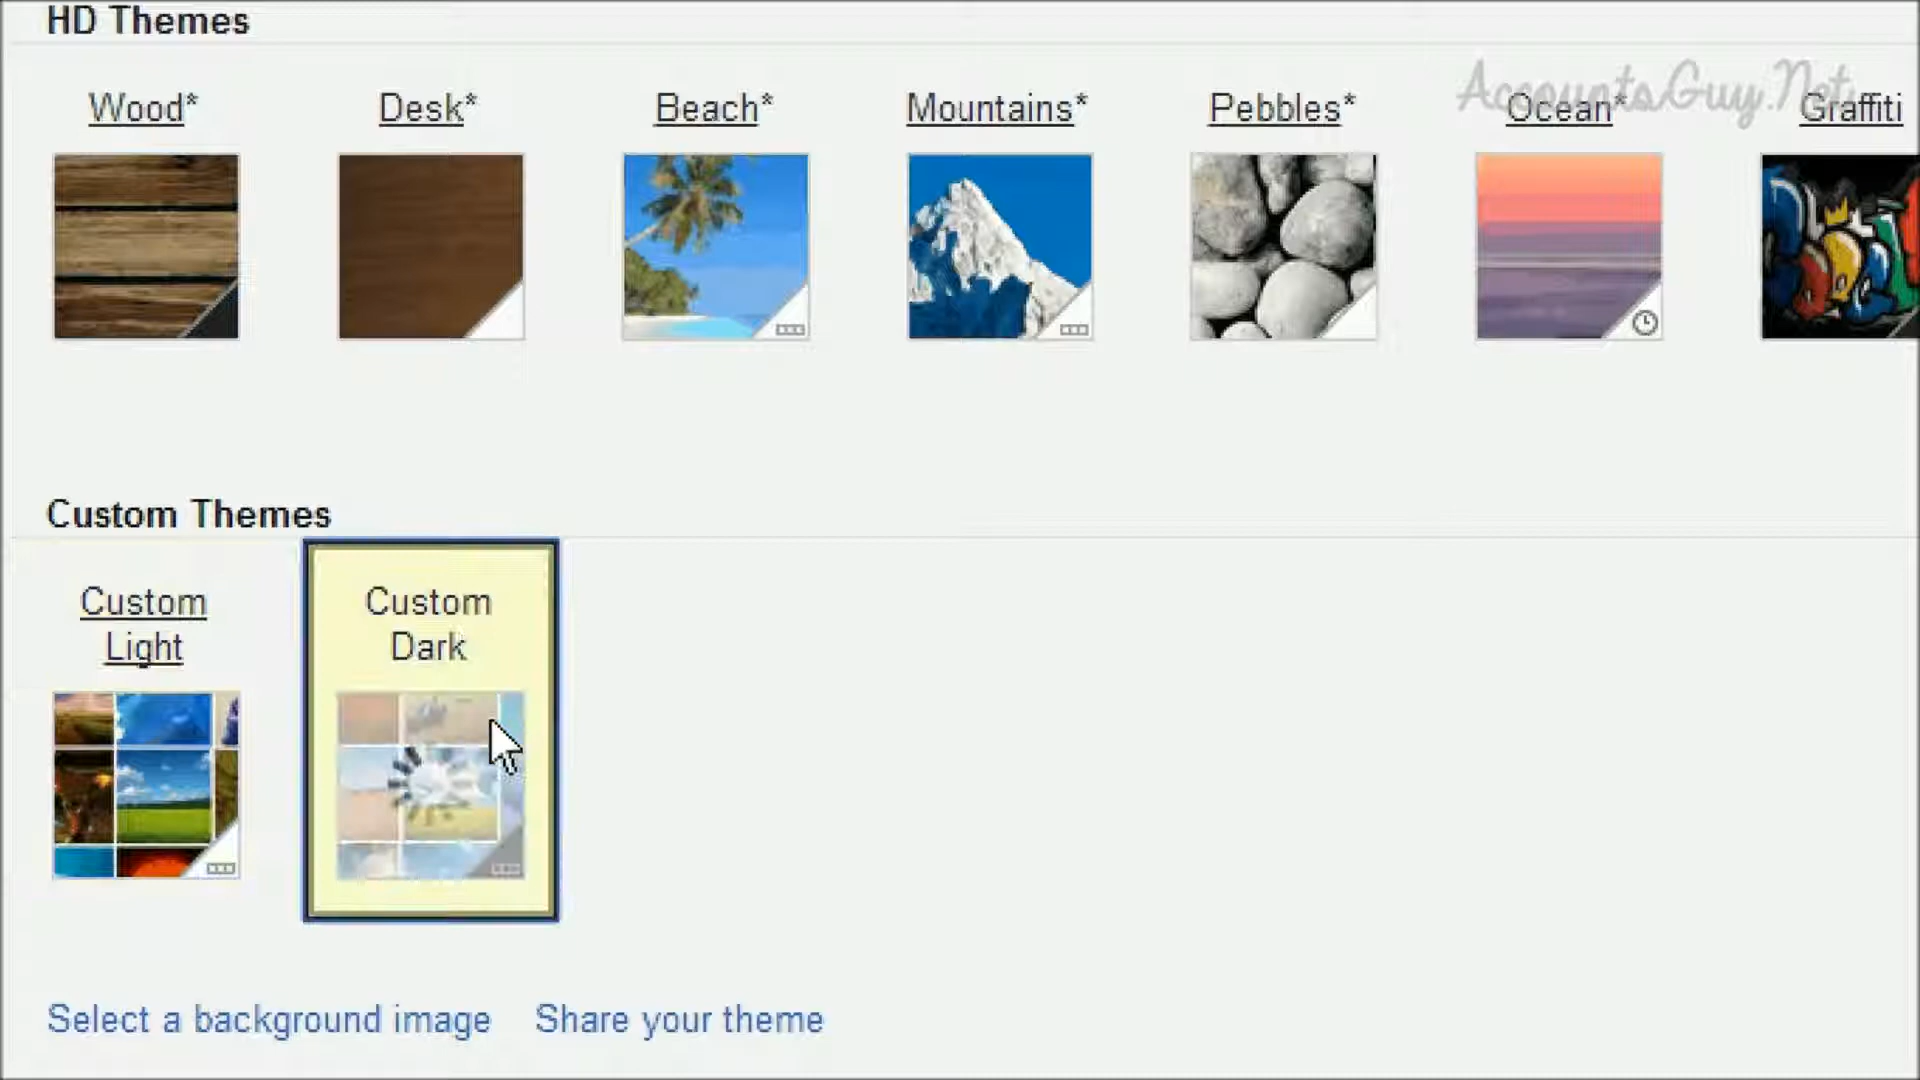 HD Themes
AccountsGuy.Net
Wood* Desk* Beach* Mountains* Pebbles* Ocean* Graffiti
Custom Themes
Custom
Light
Custom
Dark
Select a background image Share your theme